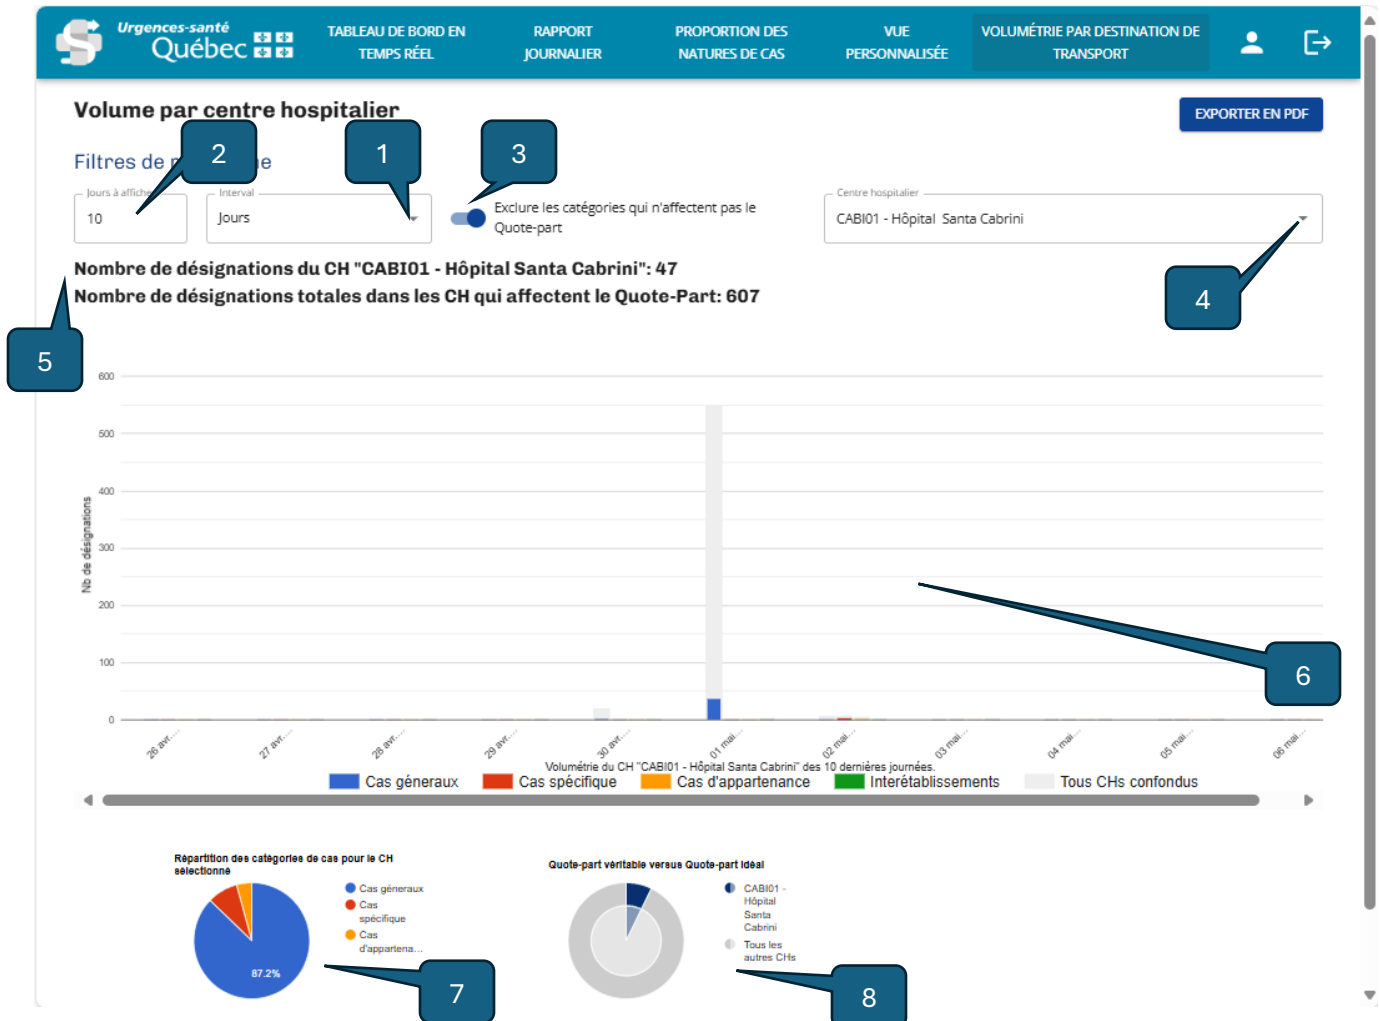 Urgences-santé
Québec
TABLEAU DE BORD EN
TEMPS RÉEL
RAPPORT
JOURNALIER
PROPORTION DES
NATURES DE CAS
VUE
PERSONNALISÉE
VOLUMÉTRIE PAR DESTINATION DE
TRANSPORT
Volume par centre hospitalier
EXPORTER EN PDF
Filtres de
2
1
3
Jours à affiche
10
Interval
Jours
Exclure les catégories qui n'affectent pas le
Quote-part
Centre hospitalier
CABI01 - Hôpital Santa Cabrini
Nombre de désignations du CH "CABI01 - Hôpital Santa Cabrini": 47
Nombre de désignations totales dans les CH qui affectent le Quote-Part: 607
4
5
600
500
400
300
200
100
0
Nb de désignations
6
26 avr....
27 avr....
28 avr....
29 avr....
30 avr....
01 mai...
02 mai...
03 mai...
04 mai...
05 mai...
06 mai...
Volumétrie du CH "CABI01 - Hôpital Santa Cabrini" des 10 dernières journées.
Cas géneraux
Cas spécifique
Cas d'appartenance
Interétablissements
Tous CHs confondus
Répartition des catégories de cas pour le CH
sélectionné
87.2%
Cas géneraux
Cas
spécifique
Cas
d'appartena...
7
Quote-part véritable versus Quote-part idéal
CABI01 -
Hôpital
Santa
Cabrini
Tous les
autres CHs
8